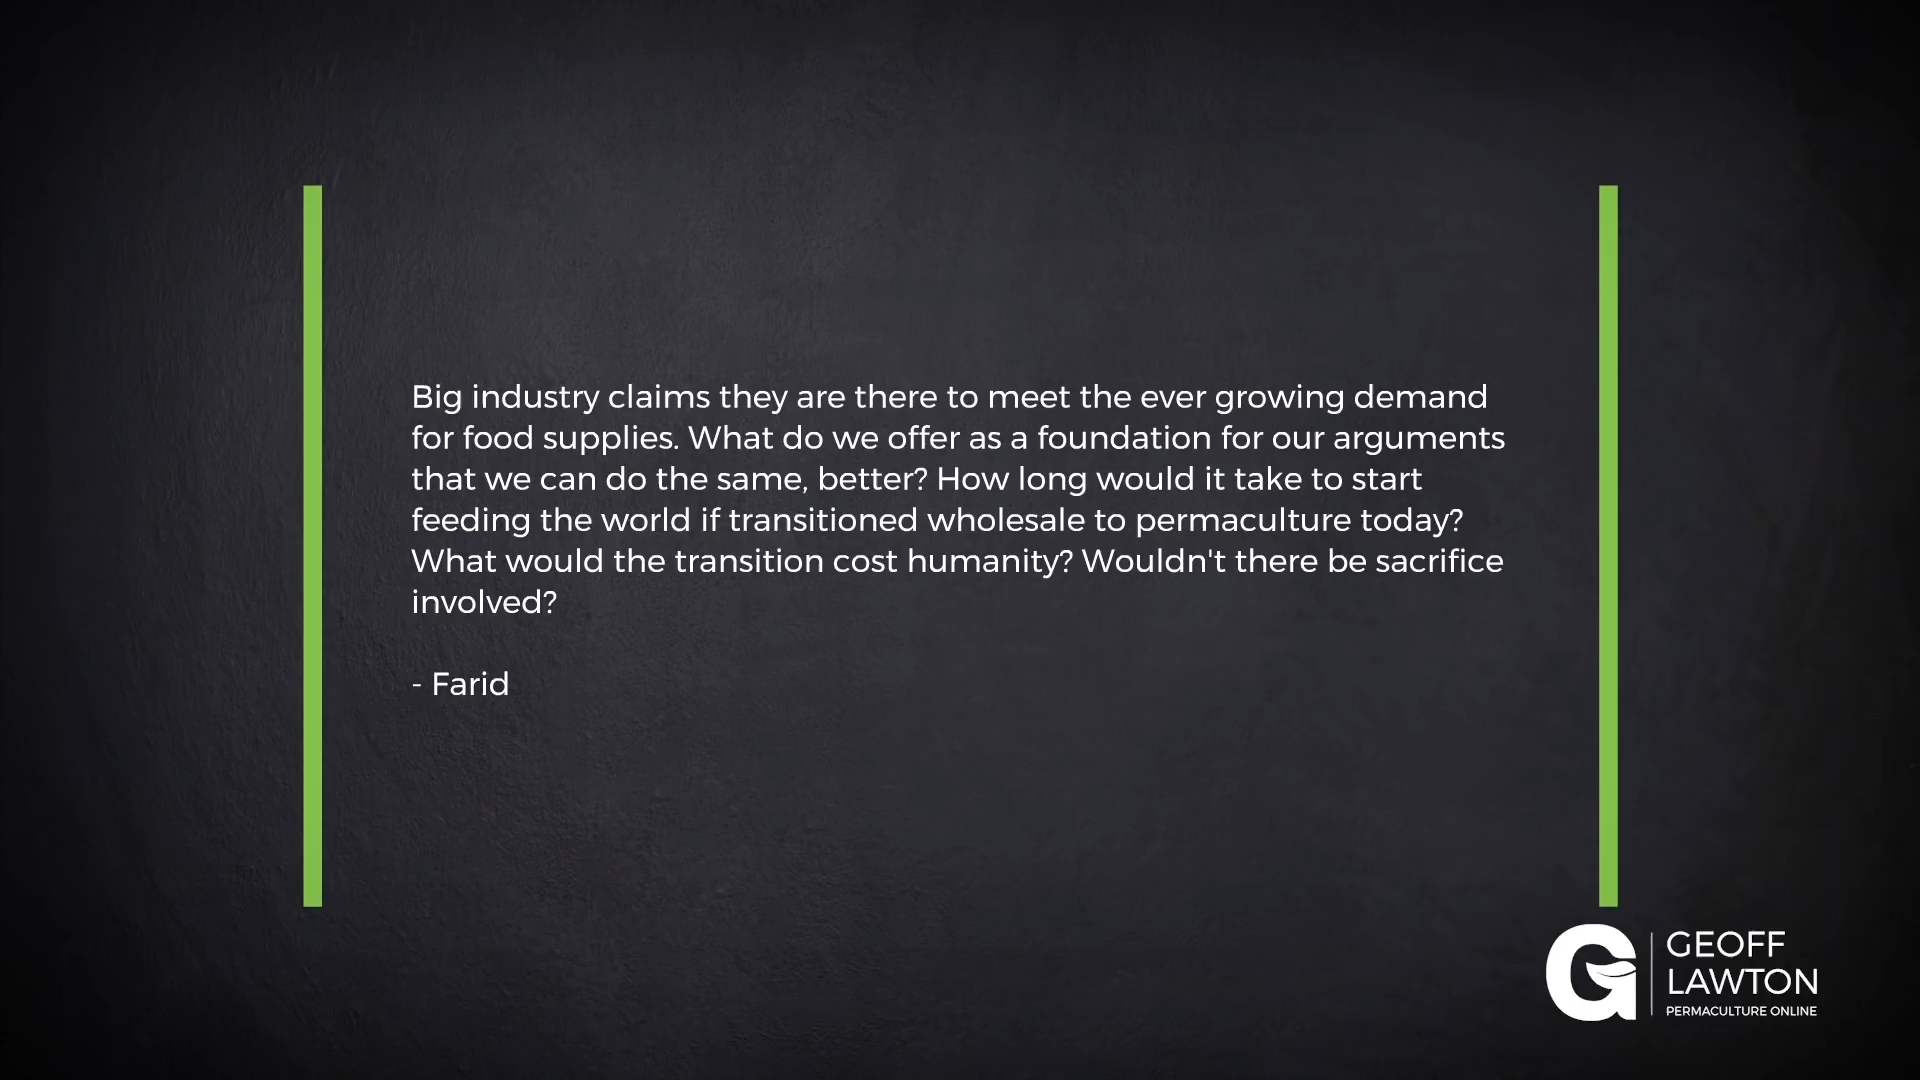 Big industry claims they are there to meet the ever growing demand
for food supplies. What do we offer as a foundation for our arguments
that we can do the same, better? How long would it take to start
feeding the world if transitioned wholesale to permaculture today?
What would the transition cost humanity? Wouldn't there be sacrifice
involved?
- Farid
GEOFF
LAWTON
PERMACULTURE ONLINE